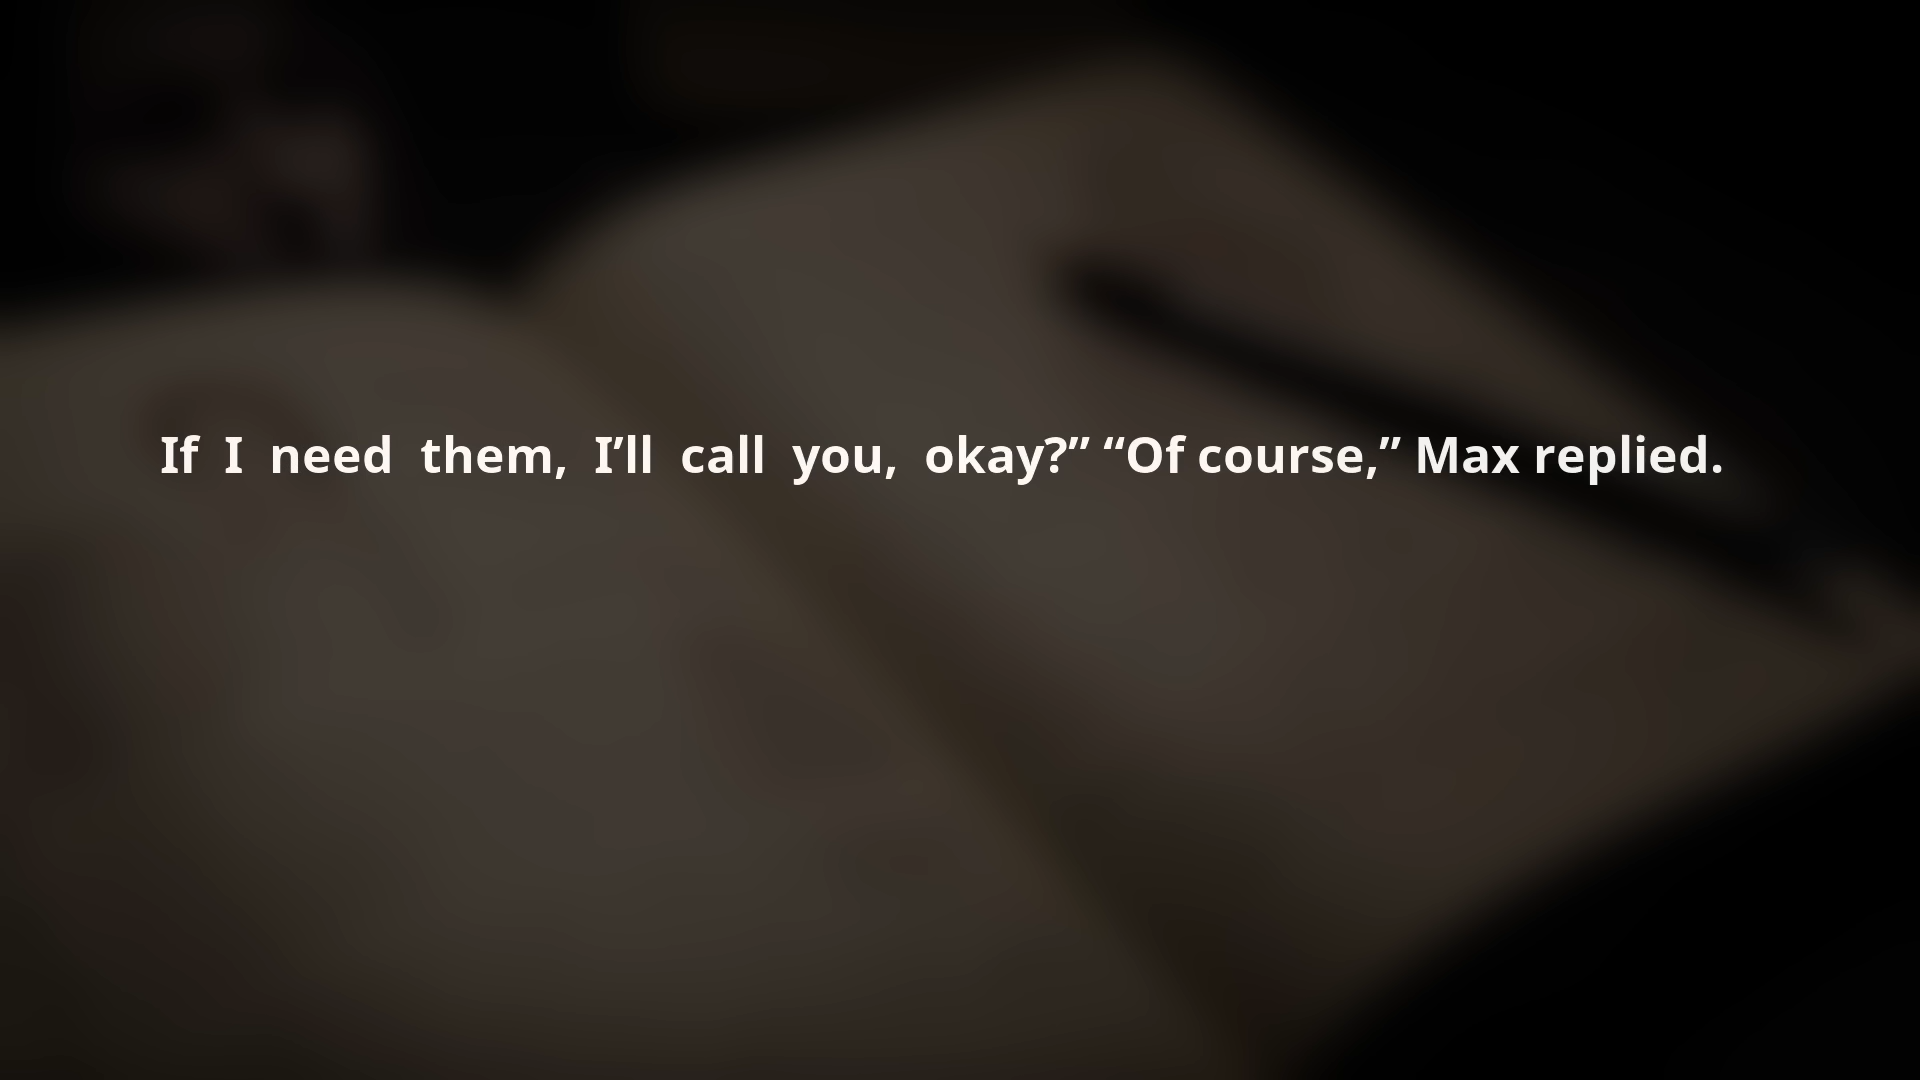 If I need them, I’ll call you, okay?” “Of course,” Max replied.